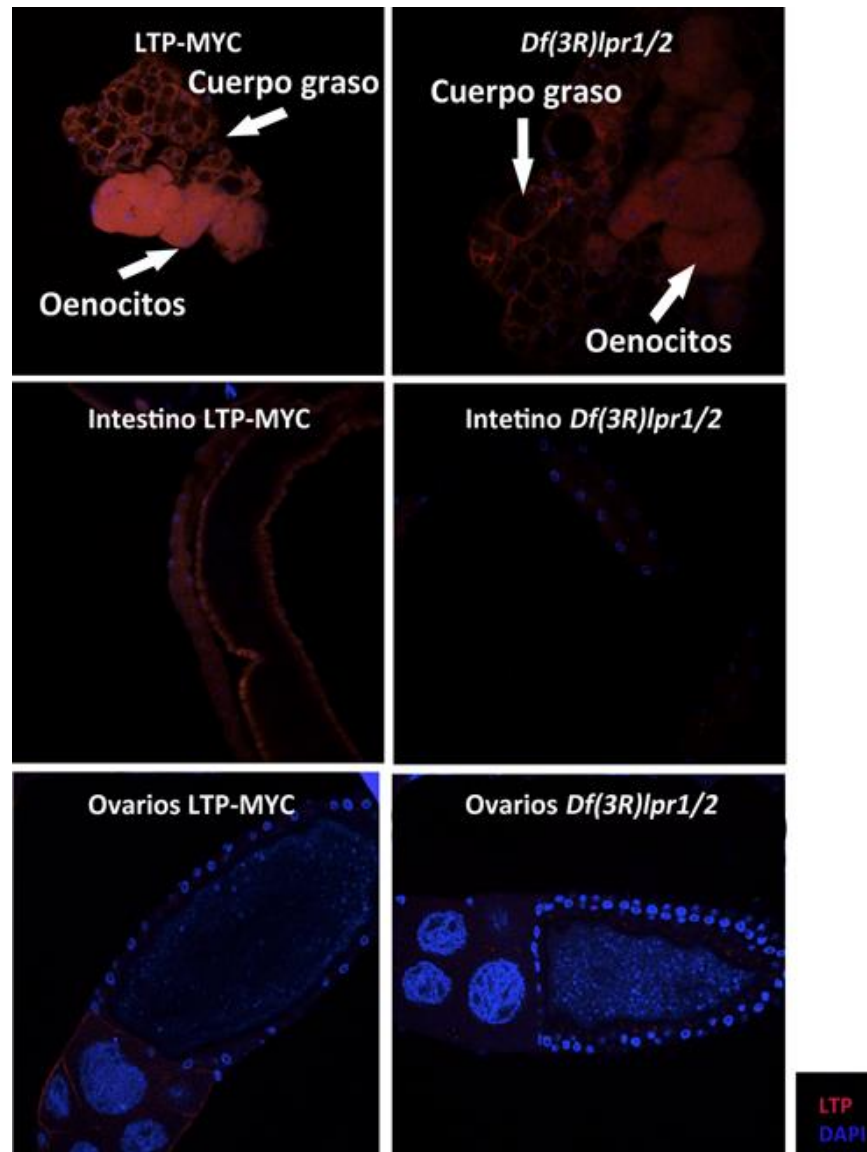 LTP-MYC
Cuerpo graso
Oenocitos
Df(3R)lpr1/2
Cuerpo graso
Oenocitos
Intestino LTP-MYC
Intetino Df(3R)lpr1/2
Ovarios LTP-MYC
Ovarios Df(3R)lpr1/2
LTP
DAPI